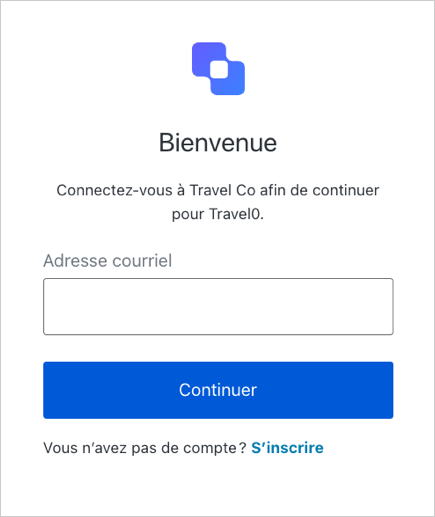 Bienvenue
Connectez-vous à Travel Co afin de continuer
pour Travel0.
Adresse courriel
Continuer
Vous n’avez pas de compte ? S’inscrire